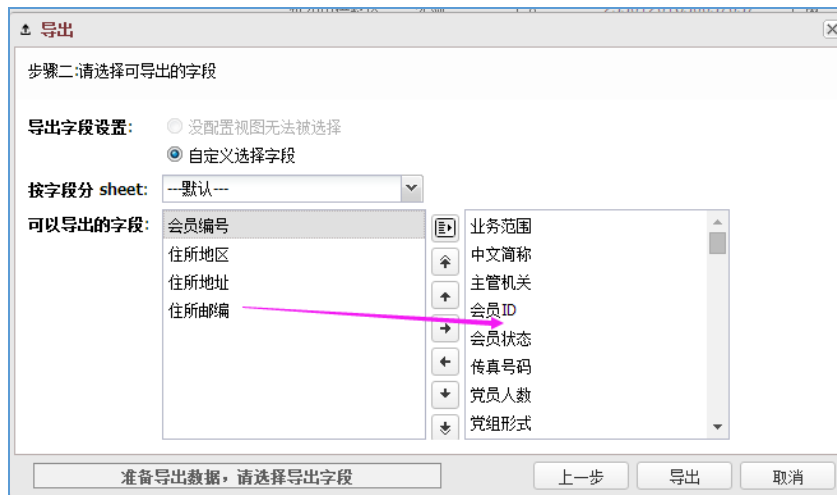 导出
步骤二:请选择可导出的字段
导出字段设置: 没配置视图无法被选择
自定义选择字段
按字段分 sheet: ---默认---
可以导出的字段:
会员编号
住所地区
住所地址
住所邮编
业务范围
中文简称
主管机关
会员ID
会员状态
传真号码
党员人数
党组形式
准备导出数据，请选择导出字段
上一步
导出
取消